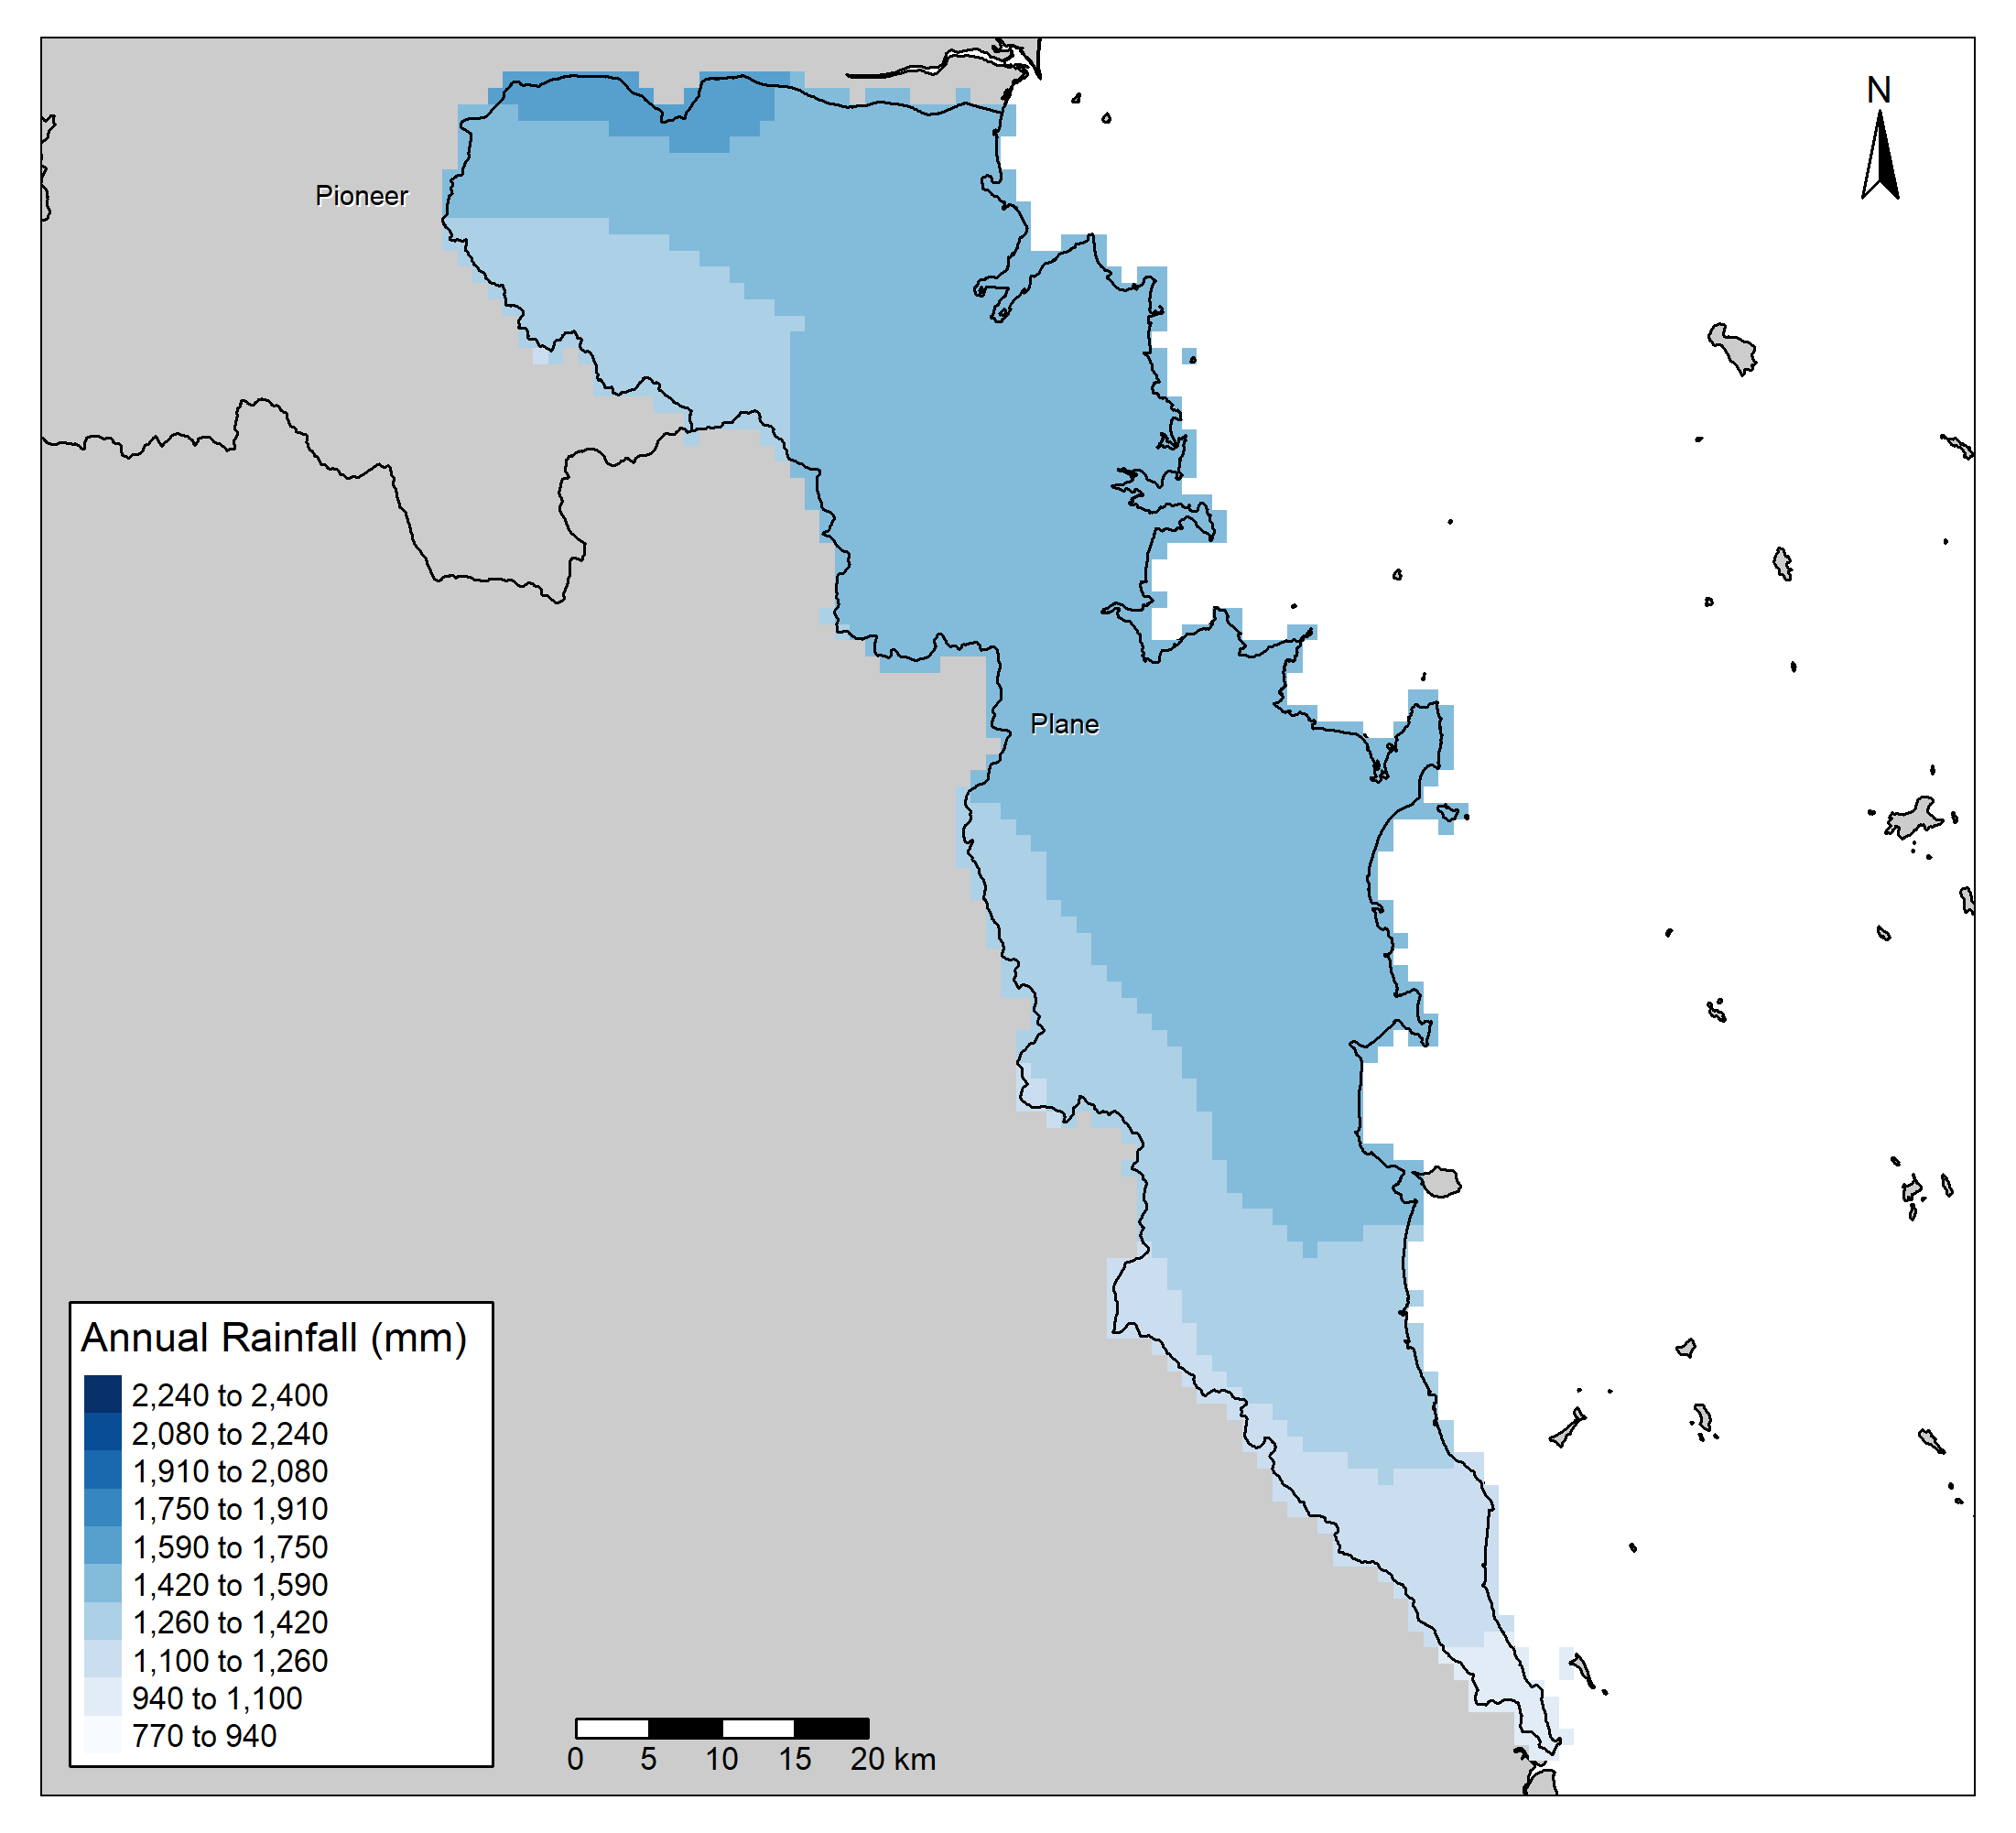 N
Pioneer
Plane
Annual Rainfall (mm)
2,240 to 2,400
2,080 to 2,240
1,910 to 2,080
1,750 to 1,910
1,590 to 1,750
1,420 to 1,590
1,260 to 1,420
1,100 to 1,260
940 to 1,100
770 to 940
0 5 10 15 20 km